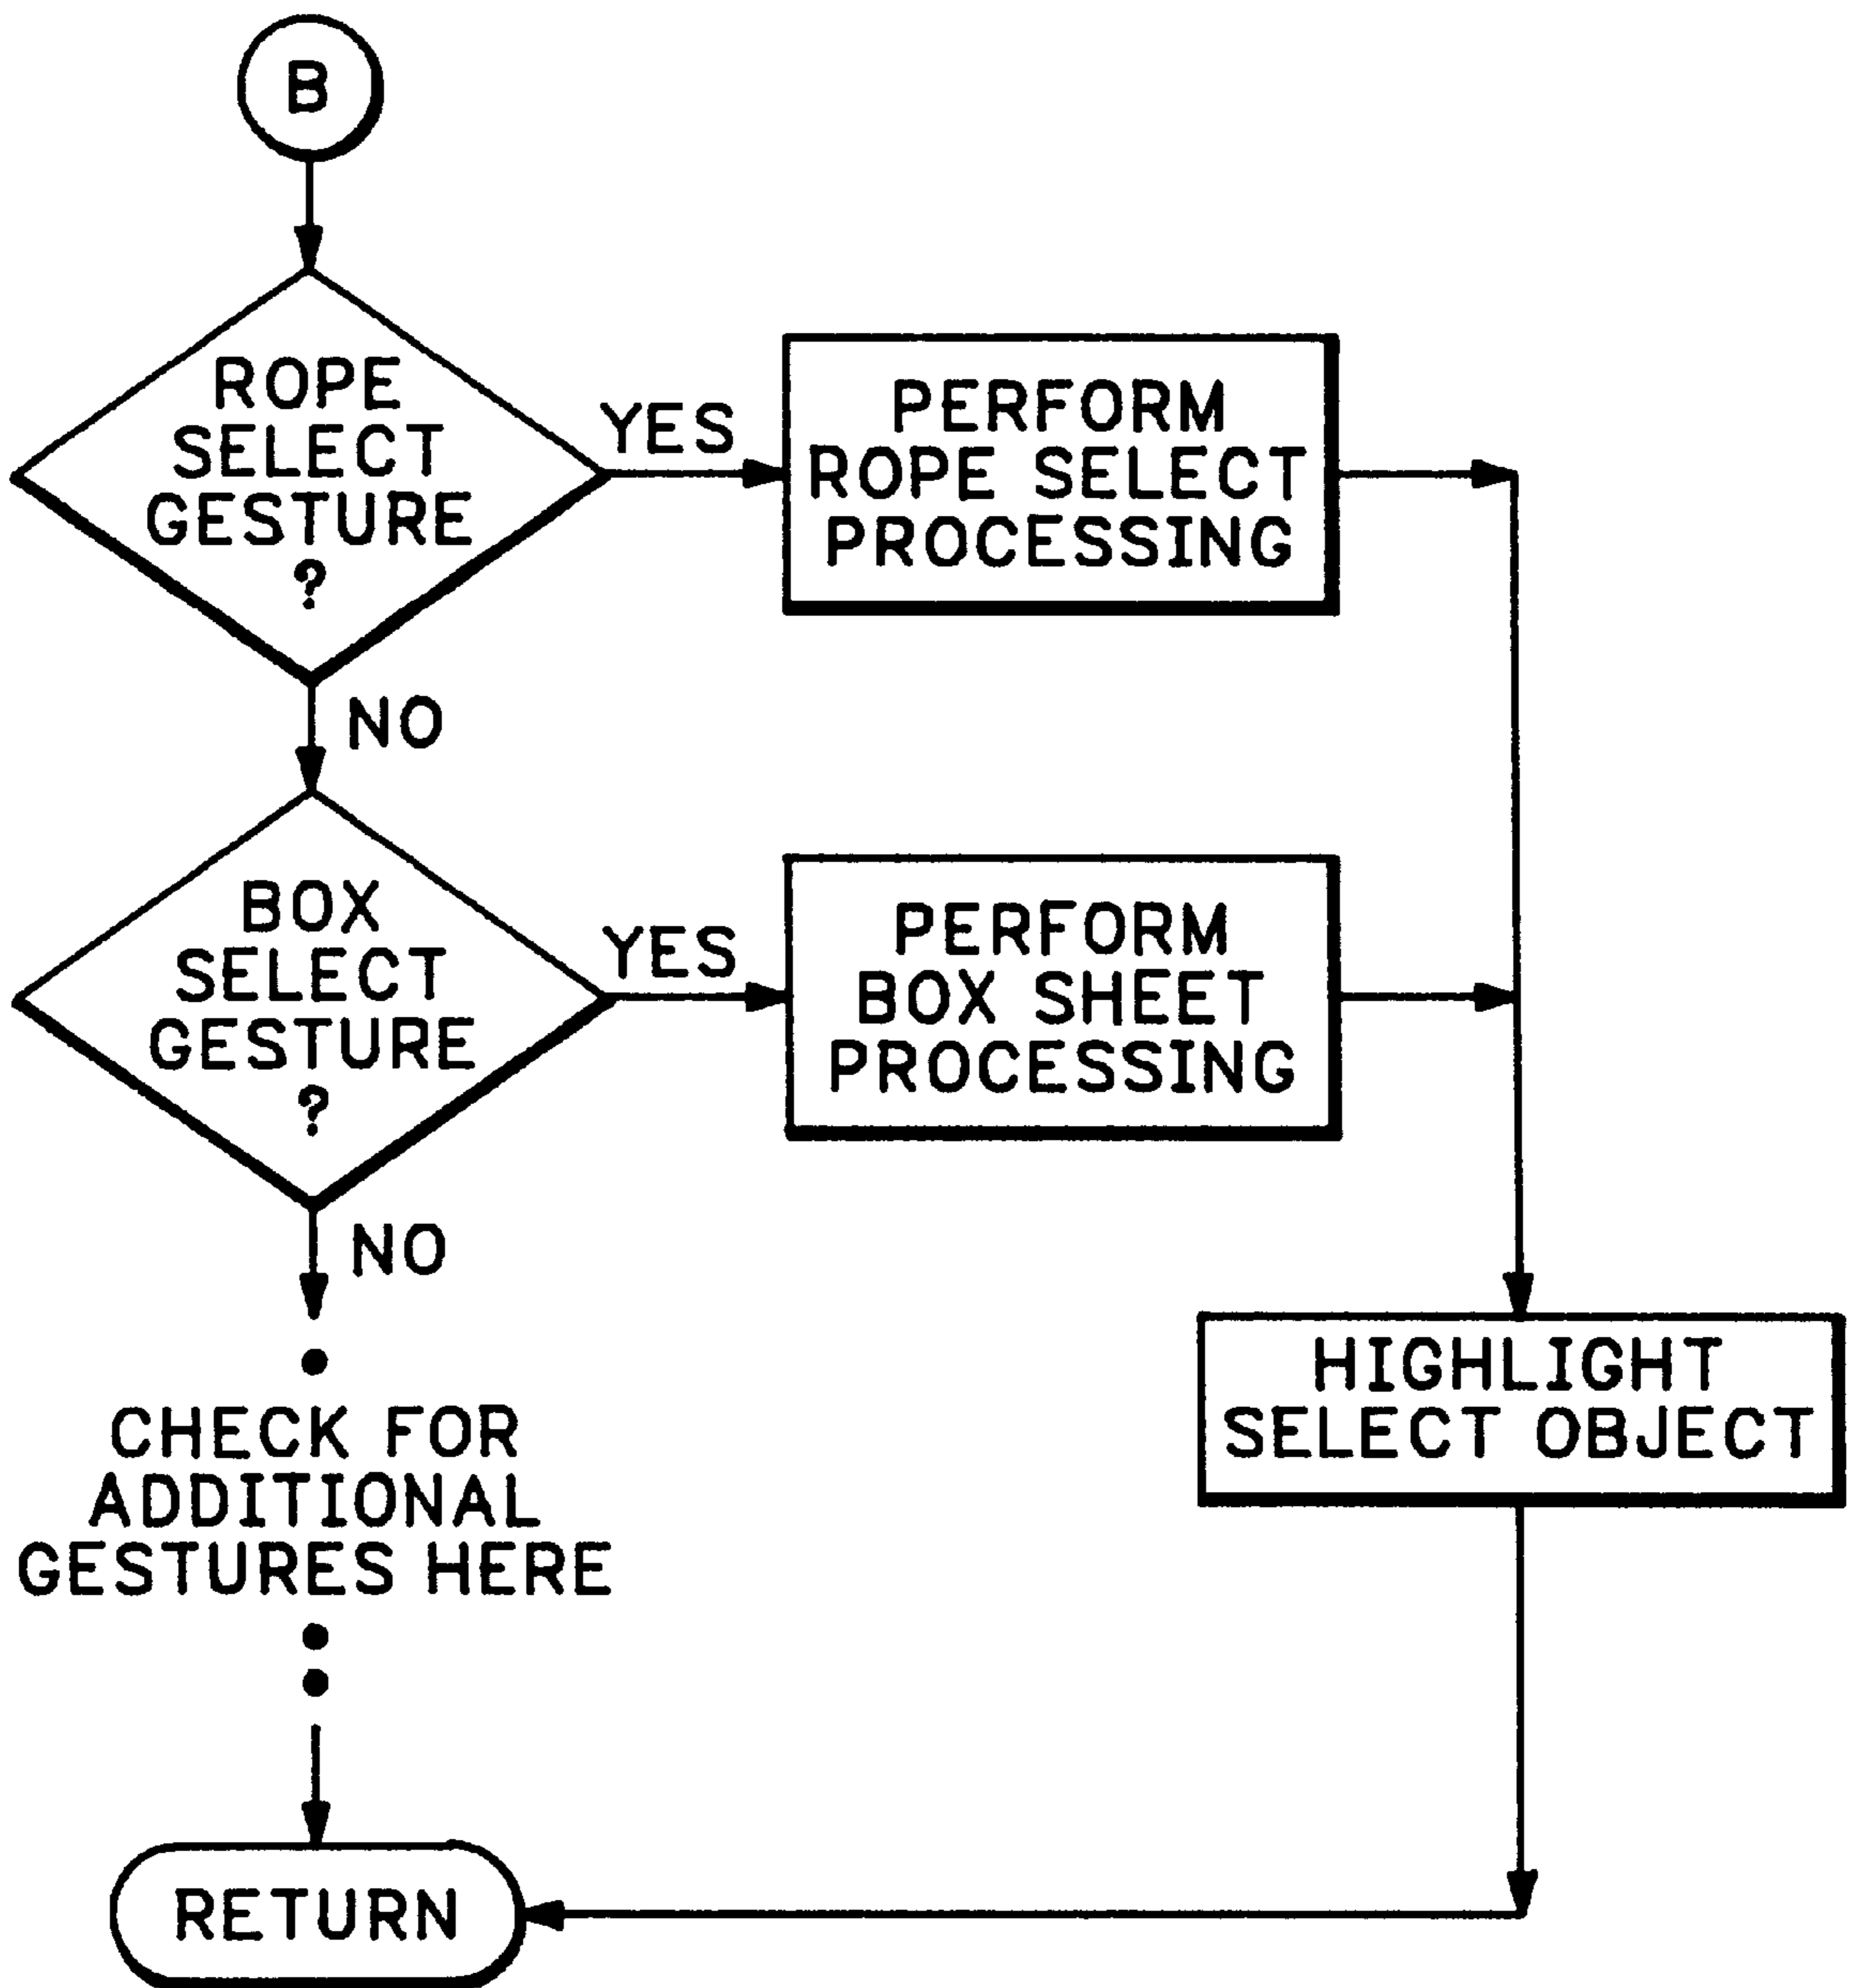 B
ROPE
SELECT
GESTURE
?
YES
PERFORM
ROPE SELECT
PROCESSING
NO
BOX
SELECT
GESTURE
?
YES
PERFORM
BOX SHEET
PROCESSING
NO
HIGHLIGHT
SELECT OBJECT
CHECK FOR
ADDITIONAL
GESTURES HERE
RETURN